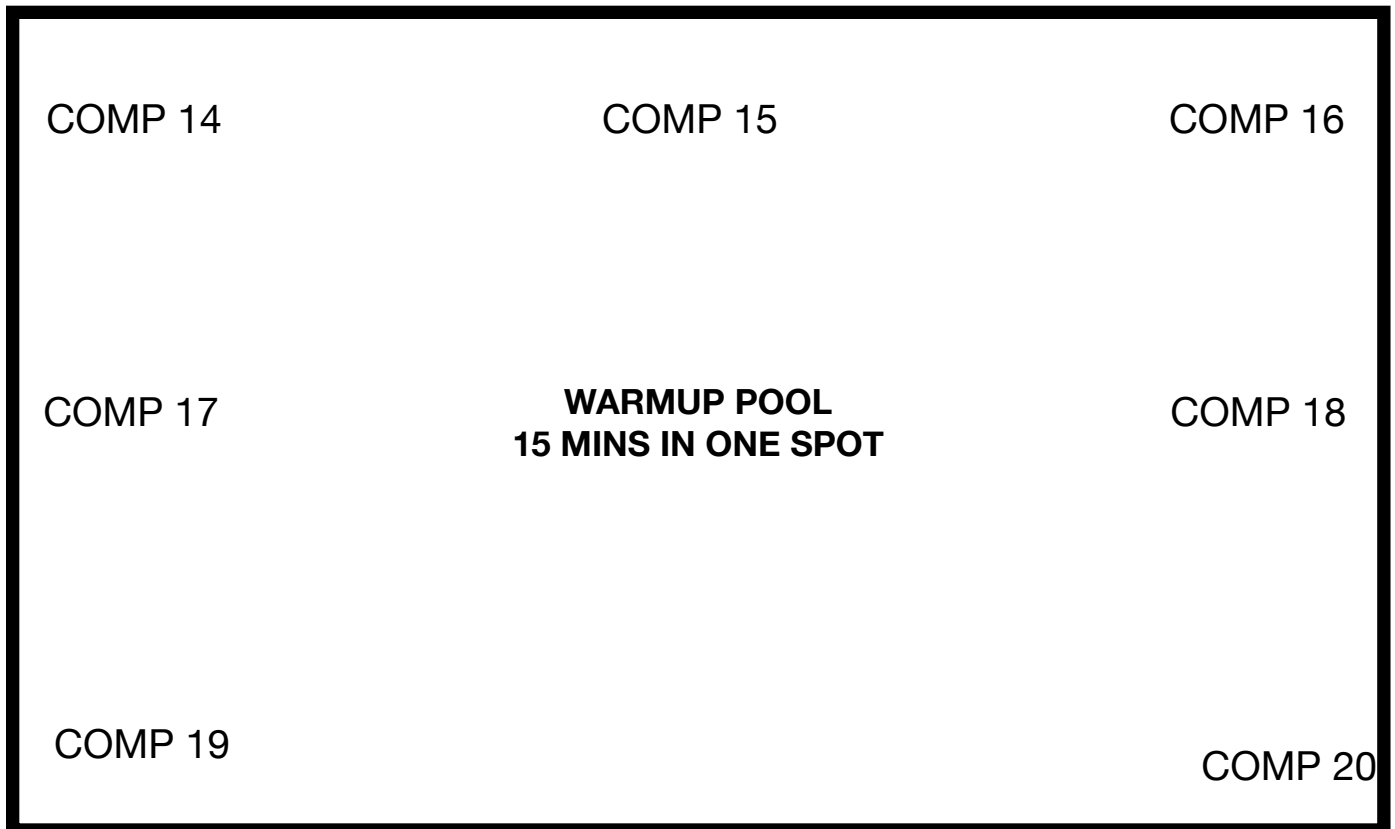 COMP 14 COMP 15 COMP 16
COMP 17 WARMUP POOL COMP 18
15 MINS IN ONE SPOT
COMP 19
COMP 20